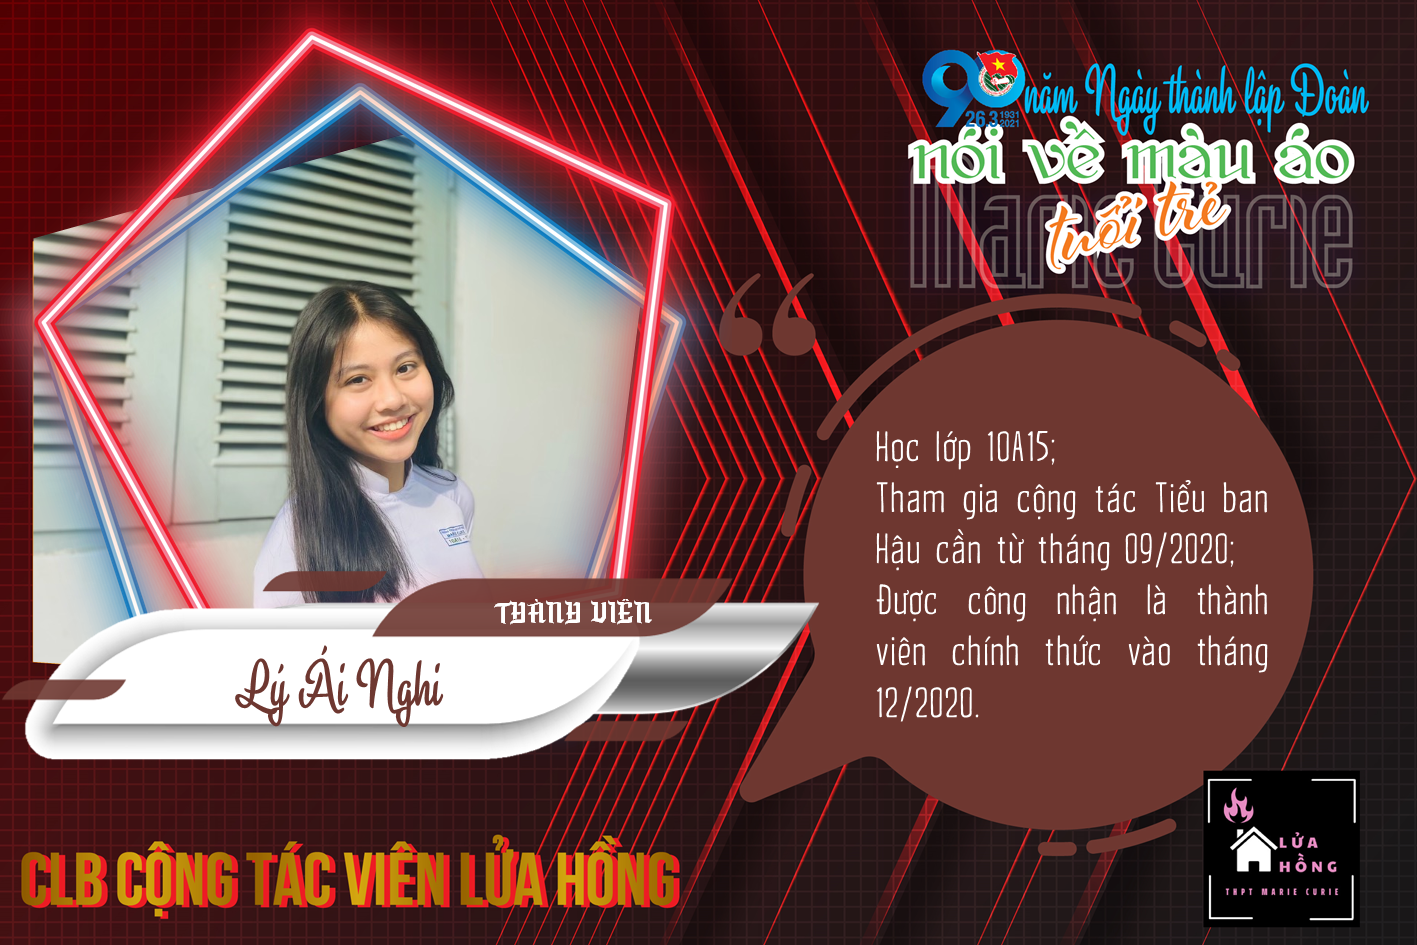 90 năm Ngày thành lập Đoàn
26.3 1931 2021
nói về màu áo
tuổi trẻ
Marie Curie
Học lớp 10A15;
Tham gia cộng tác Tiểu ban
Hậu cần từ tháng 09/2020;
Được công nhận là thành
viên chính thức vào tháng
12/2020.
THÀNH VIÊN
Lý Ái Nghi
CLB CỘNG TÁC VIÊN LỬA HỒNG
LỬA
HỒNG
THPT MARIE CURIE